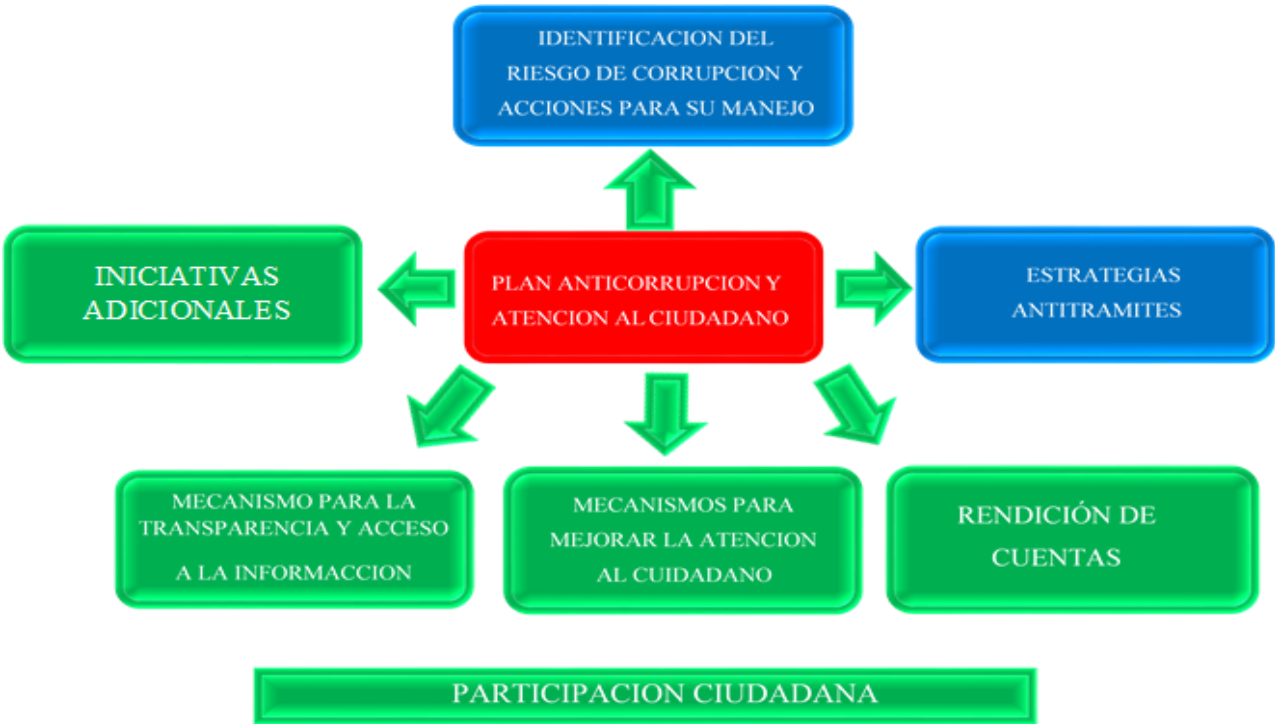 IDENTIFICACION DEL
RIESGO DE CORRUPCION Y
ACCIONES PARA SU MANEJO
INICIATIVAS
ADICIONALES
PLAN ANTICORRUPCION Y
ATENCION AL CIUDADANO
ESTRATEGIAS
ANTITRAMITES
MECANISMO PARA LA
TRANSPARENCIA Y ACCESO
A LA INFORMACCION
MECANISMOS PARA
MEJORAR LA ATENCION
AL CUIDADANO
RENDICIÓN DE
CUENTAS
PARTICIPACION CIUDADANA